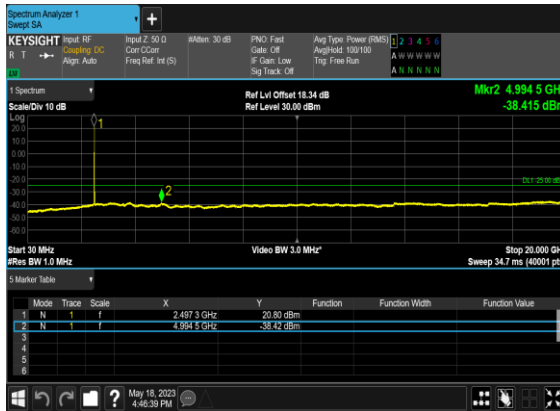 Spectrum Analyzer 1
Swept SA
+
KEYSIGHT
R T
LXI
Input: RF
Coupling: DC
Align: Auto
Input Z: 50 Ω
Corr CCorr
Freq Ref: Int (S)
#Atten: 30 dB
PNO: Fast
Gate: Off
IF Gain: Low
Sig Track: Off
Avg Type: Power (RMS)
Avg|Hold: 100/100
Trig: Free Run
1 2 3 4 5 6
A W W W W W
A N N N N N
1 Spectrum
Scale/Div 10 dB
Ref Lvl Offset 18.34 dB
Ref Level 30.00 dBm
Mkr2 4.994 5 GH
-38.415 dB
Log
20.0
10.0
0.00
-10.0
-20.0
-30.0
-40.0
-50.0
-60.0
1
2
DL1 -25.00 dB
Start 30 MHz
#Res BW 1.0 MHz
Video BW 3.0 MHz*
Stop 20.000 GH
Sweep 34.7 ms (40001 pt
5 Marker Table
Mode Trace Scale X Y Function Function Width Function Value
1 N 1 f 2.497 3 GHz 20.80 dBm
2 N 1 f 4.994 5 GHz -38.42 dBm
3
4
5
6
?
May 18, 2023
4:46:39 PM